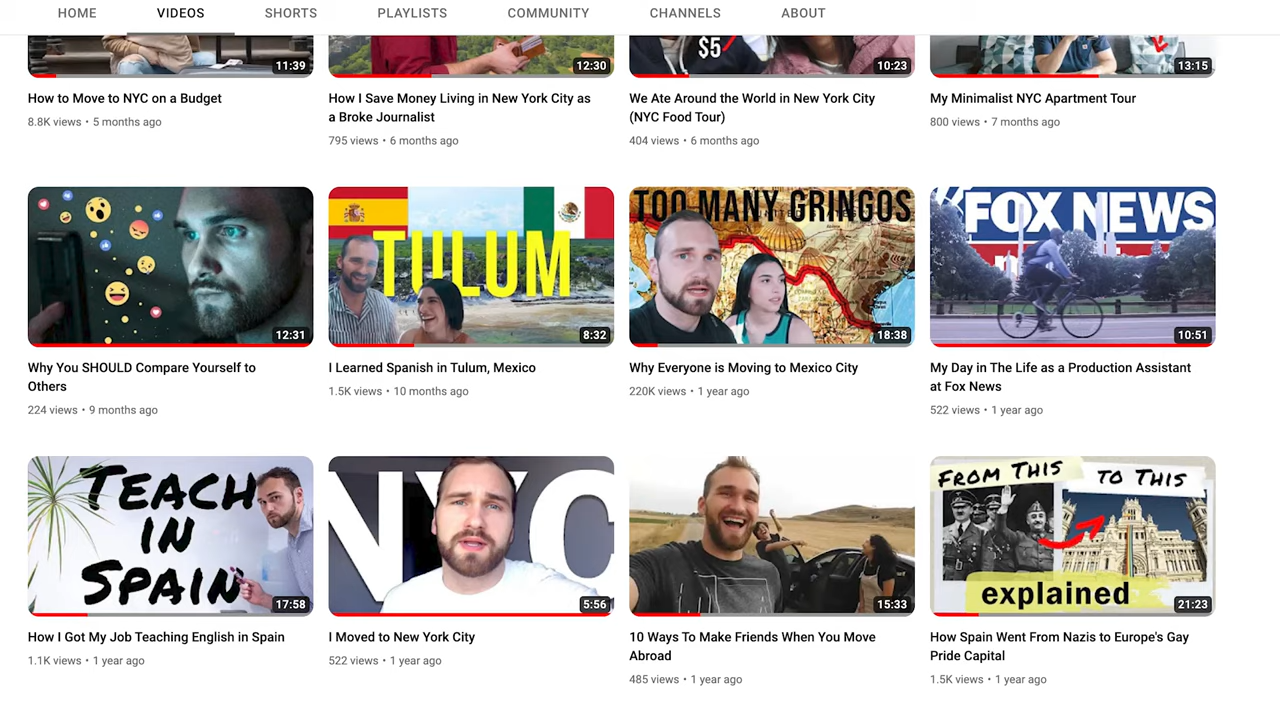 HOME VIDEOS SHORTS PLAYLISTS COMMUNITY CHANNELS ABOUT
11:39
12:30
$5
10:23
13:15
How to Move to NYC on a Budget
8.8K views • 5 months ago
How I Save Money Living in New York City as
a Broke Journalist
795 views • 6 months ago
We Ate Around the World in New York City
(NYC Food Tour)
404 views • 6 months ago
My Minimalist NYC Apartment Tour
800 views • 7 months ago
12:31
TULUM
8:32
TOO MANY GRINGOS
18:38
FOX NEWS
10:51
Why You SHOULD Compare Yourself to
Others
224 views • 9 months ago
I Learned Spanish in Tulum, Mexico
1.5K views • 10 months ago
Why Everyone is Moving to Mexico City
220K views • 1 year ago
My Day in The Life as a Production Assistant
at Fox News
522 views • 1 year ago
TEACH
IN
SPAIN
17:58
NYC
5:56
15:33
FROM THIS TO THIS
explained
21:23
How I Got My Job Teaching English in Spain
1.1K views • 1 year ago
I Moved to New York City
522 views • 1 year ago
10 Ways To Make Friends When You Move
Abroad
485 views • 1 year ago
How Spain Went From Nazis to Europe's Gay
Pride Capital
1.5K views • 1 year ago